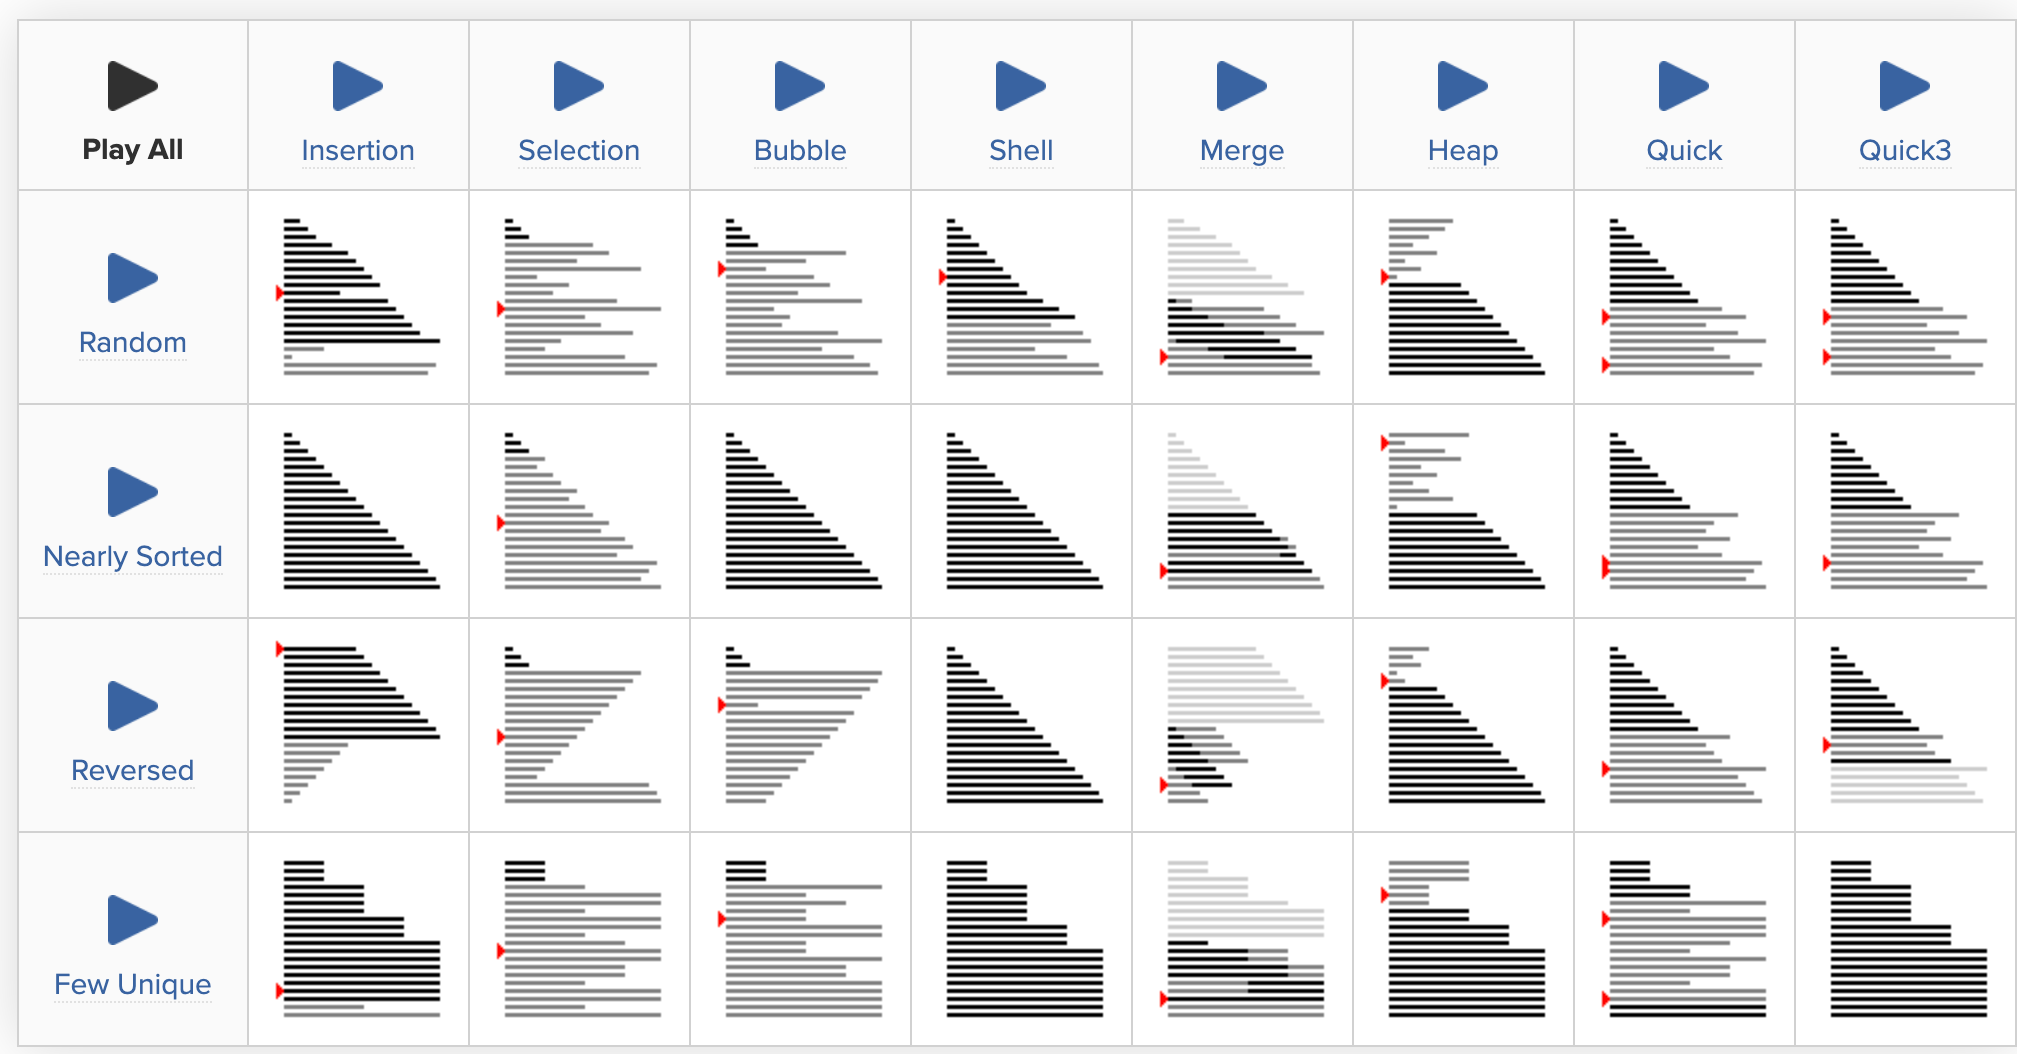 Play All
Insertion
Selection
Bubble
Shell
Merge
Heap
Quick
Quick3
Random
Nearly Sorted
Reversed
Few Unique